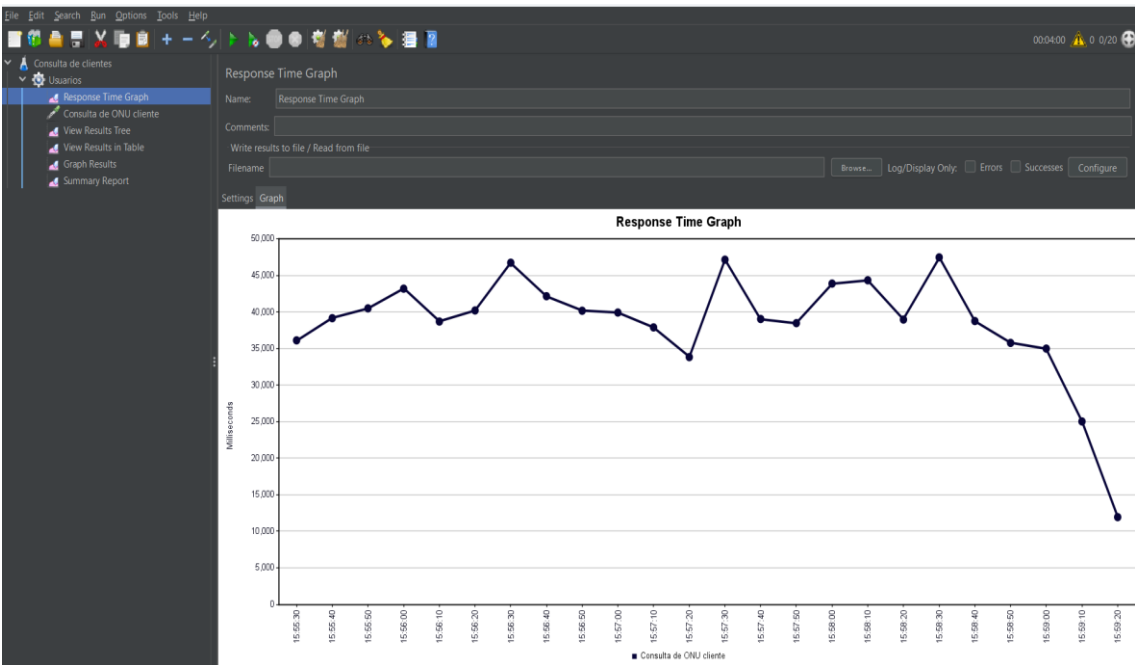 File Edit Search Run Options Tools Help
00:04:00 0 0/20
Consulta de clientes
Usuarios
Response Time Graph
Consulta de ONU cliente
View Results Tree
View Results in Table
Graph Results
Summary Report
Response Time Graph
Name: Response Time Graph
Comments:
Write results to file / Read from file
Filename Browse... Log/Display Only: Errors Successes Configure
Settings Graph
Response Time Graph
Milliseconds
50,000
45,000
40,000
35,000
30,000
25,000
20,000
15,000
10,000
5,000
0
15:55:30 15:55:40 15:55:50 15:56:00 15:56:10 15:56:20 15:56:30 15:56:40 15:56:50 15:57:00 15:57:10 15:57:20 15:57:30 15:57:40 15:57:50 15:58:00 15:58:10 15:58:20 15:58:30 15:58:40 15:58:50 15:59:00 15:59:10 15:59:20
Consulta de ONU cliente